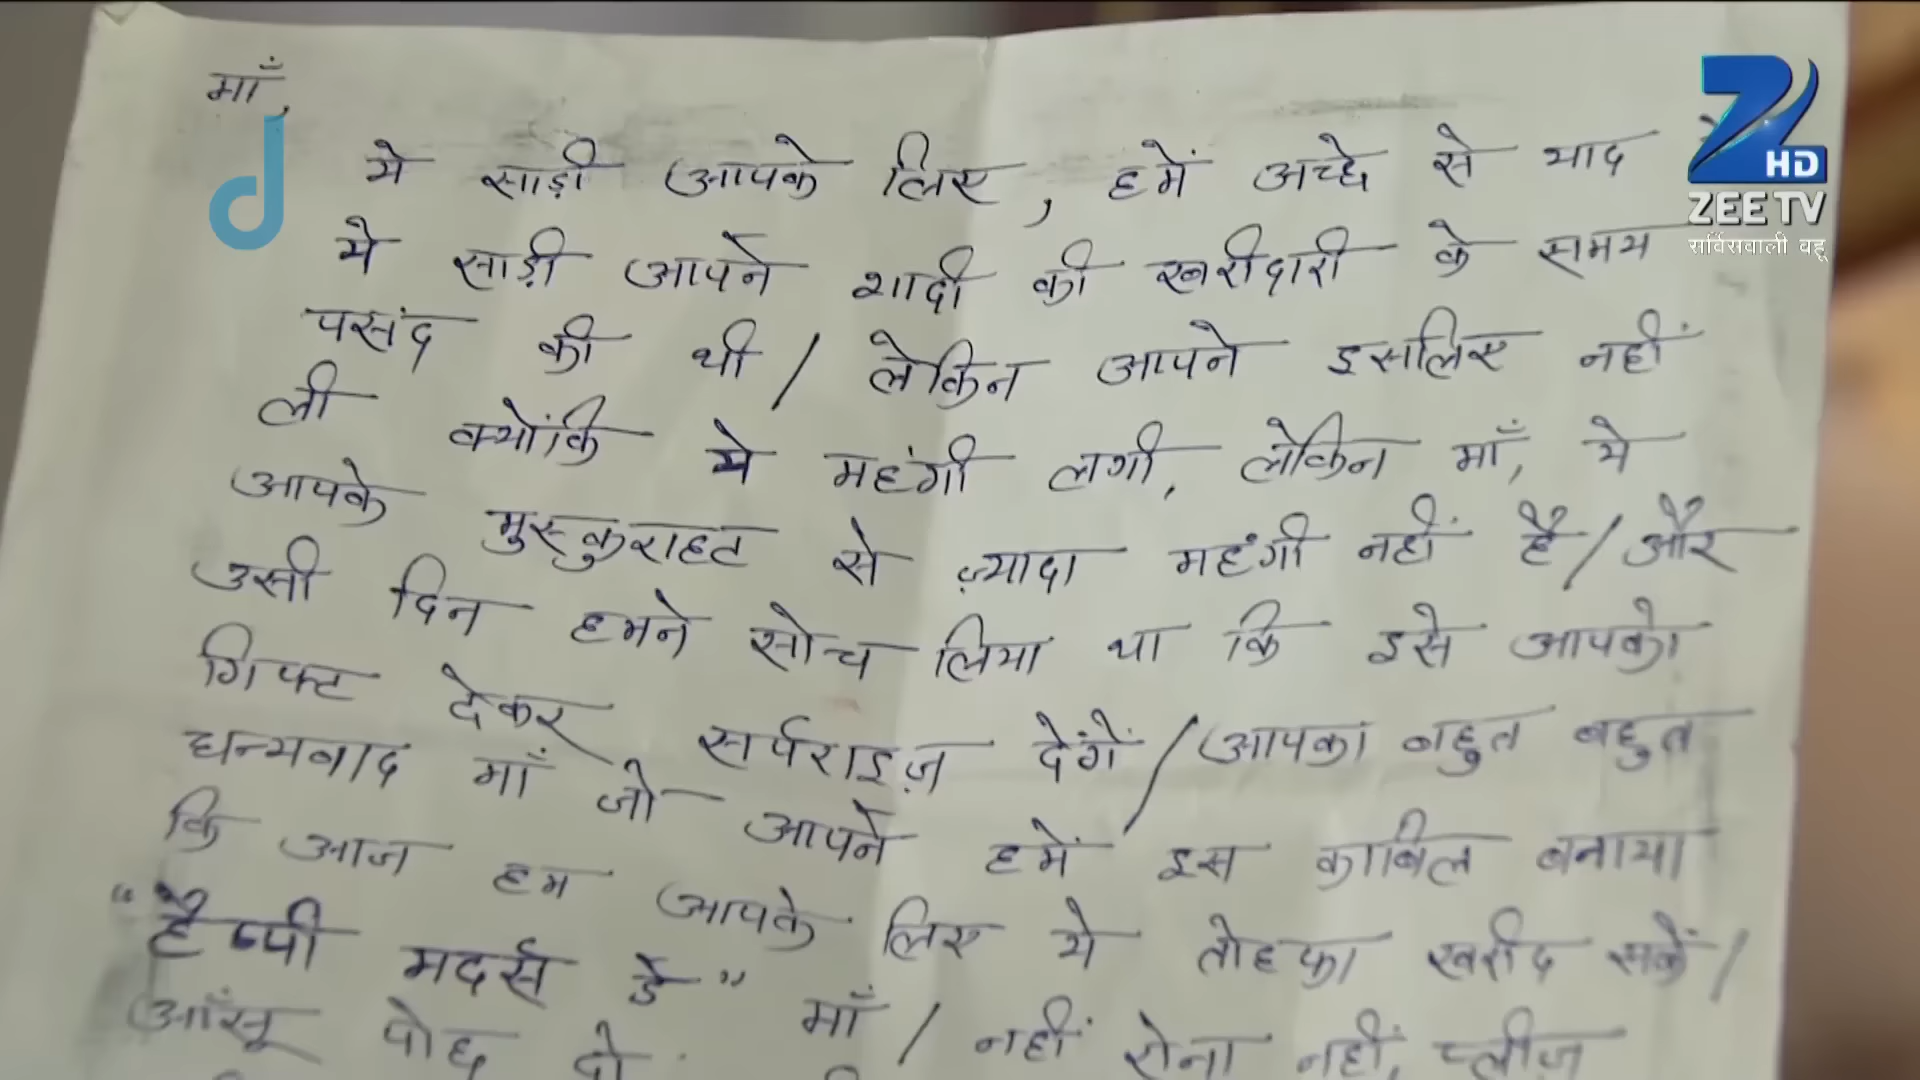 माँ,
ये साड़ी आपके लिए, हमें अच्छे से याद
ये साड़ी आपने शादी की खरीदारी के समय
पसंद की थी / लेकिन आपने इसलिए नहीं
ली क्योंकि ये महंगी लगी, लेकिन माँ, ये
आपके मुस्कुराहट से ज़्यादा महंगी नहीं है / और
उसी दिन हमने सोच लिया था कि इसे आपको
गिफ्ट देकर सर्पराइज़ देंगें / आपका बहुत बहुत
धन्यवाद माँ जो आपने हमें इस काबिल बनाया
कि आज हम आपके लिए ये तोहफा खरीद सकें /
"हैप्पी मदर्स डे" माँ / नहीं रोना नहीं, प्लीज़
आँसू पोछ दो
HD
ZEE TV
सर्विसवाली बहू